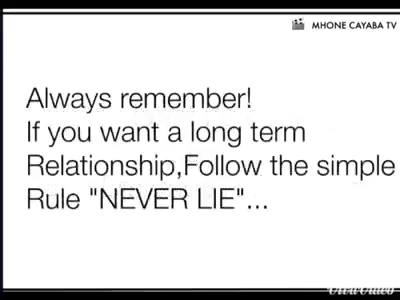 MHONE CAYABA TV
Always remember!
If you want a long term
Relationship,Follow the simple
Rule "NEVER LIE"...